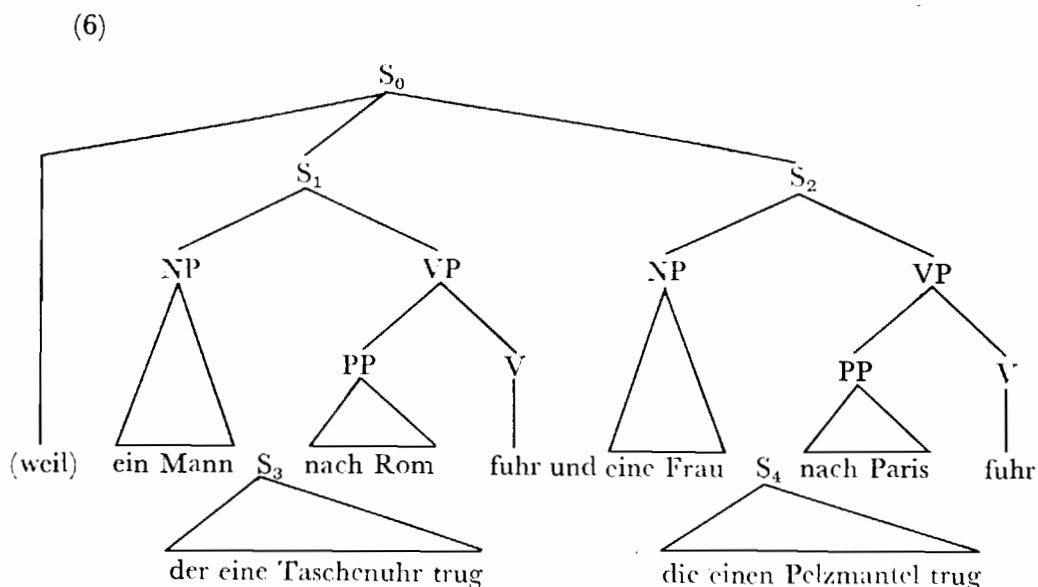 (6)
S₀
S₁ S₂
NP VP NP VP
PP V PP V
(weil) ein Mann S₃ nach Rom fuhr und eine Frau S₄ nach Paris fuhr
der eine Taschenuhr trug die einen Pelzmantel trug